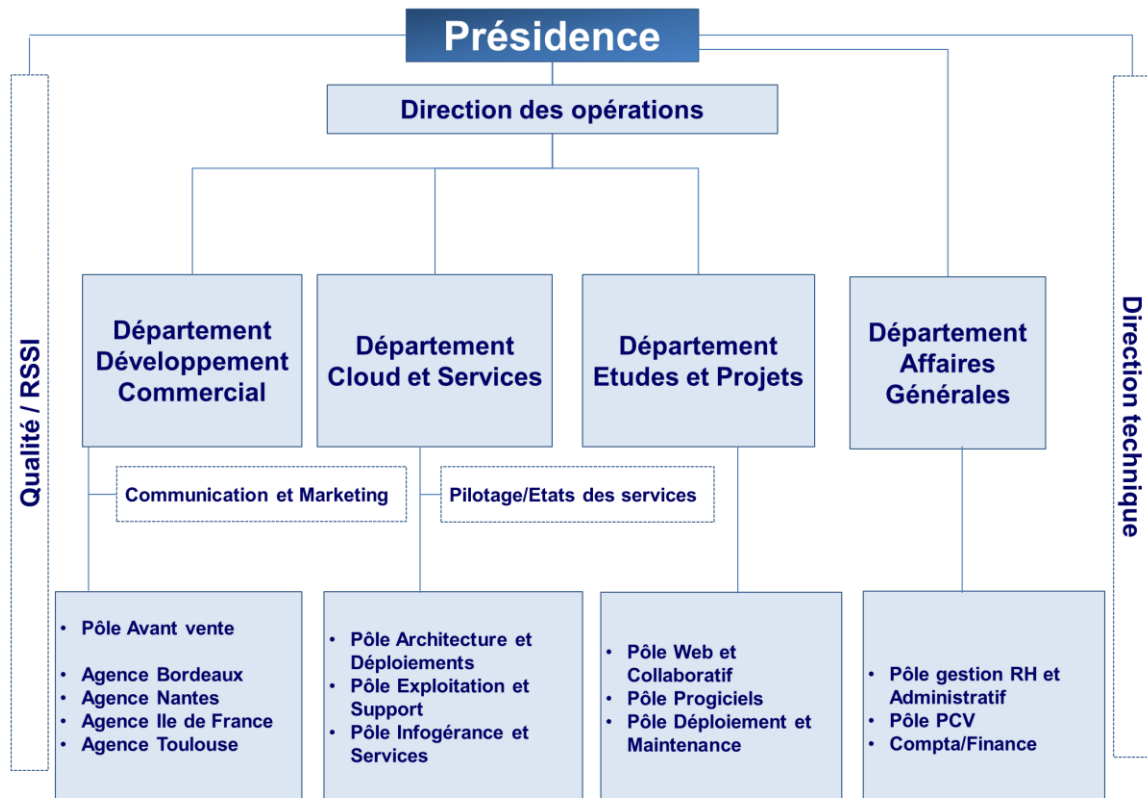 Présidence
Direction des opérations
Qualité / RSSI
Département
Développement
Commercial
Département
Cloud et Services
Département
Etudes et Projets
Département
Affaires
Générales
Direction technique
Communication et Marketing
Pilotage/Etats des services
• Pôle Avant vente
• Agence Bordeaux
• Agence Nantes
• Agence Ile de France
• Agence Toulouse
• Pôle Architecture et
Déploiements
• Pôle Exploitation et
Support
• Pôle Infogérance et
Services
• Pôle Web et
Collaboratif
• Pôle Progiciels
• Pôle Déploiement et
Maintenance
• Pôle gestion RH et
Administratif
• Pôle PCV
• Compta/Finance